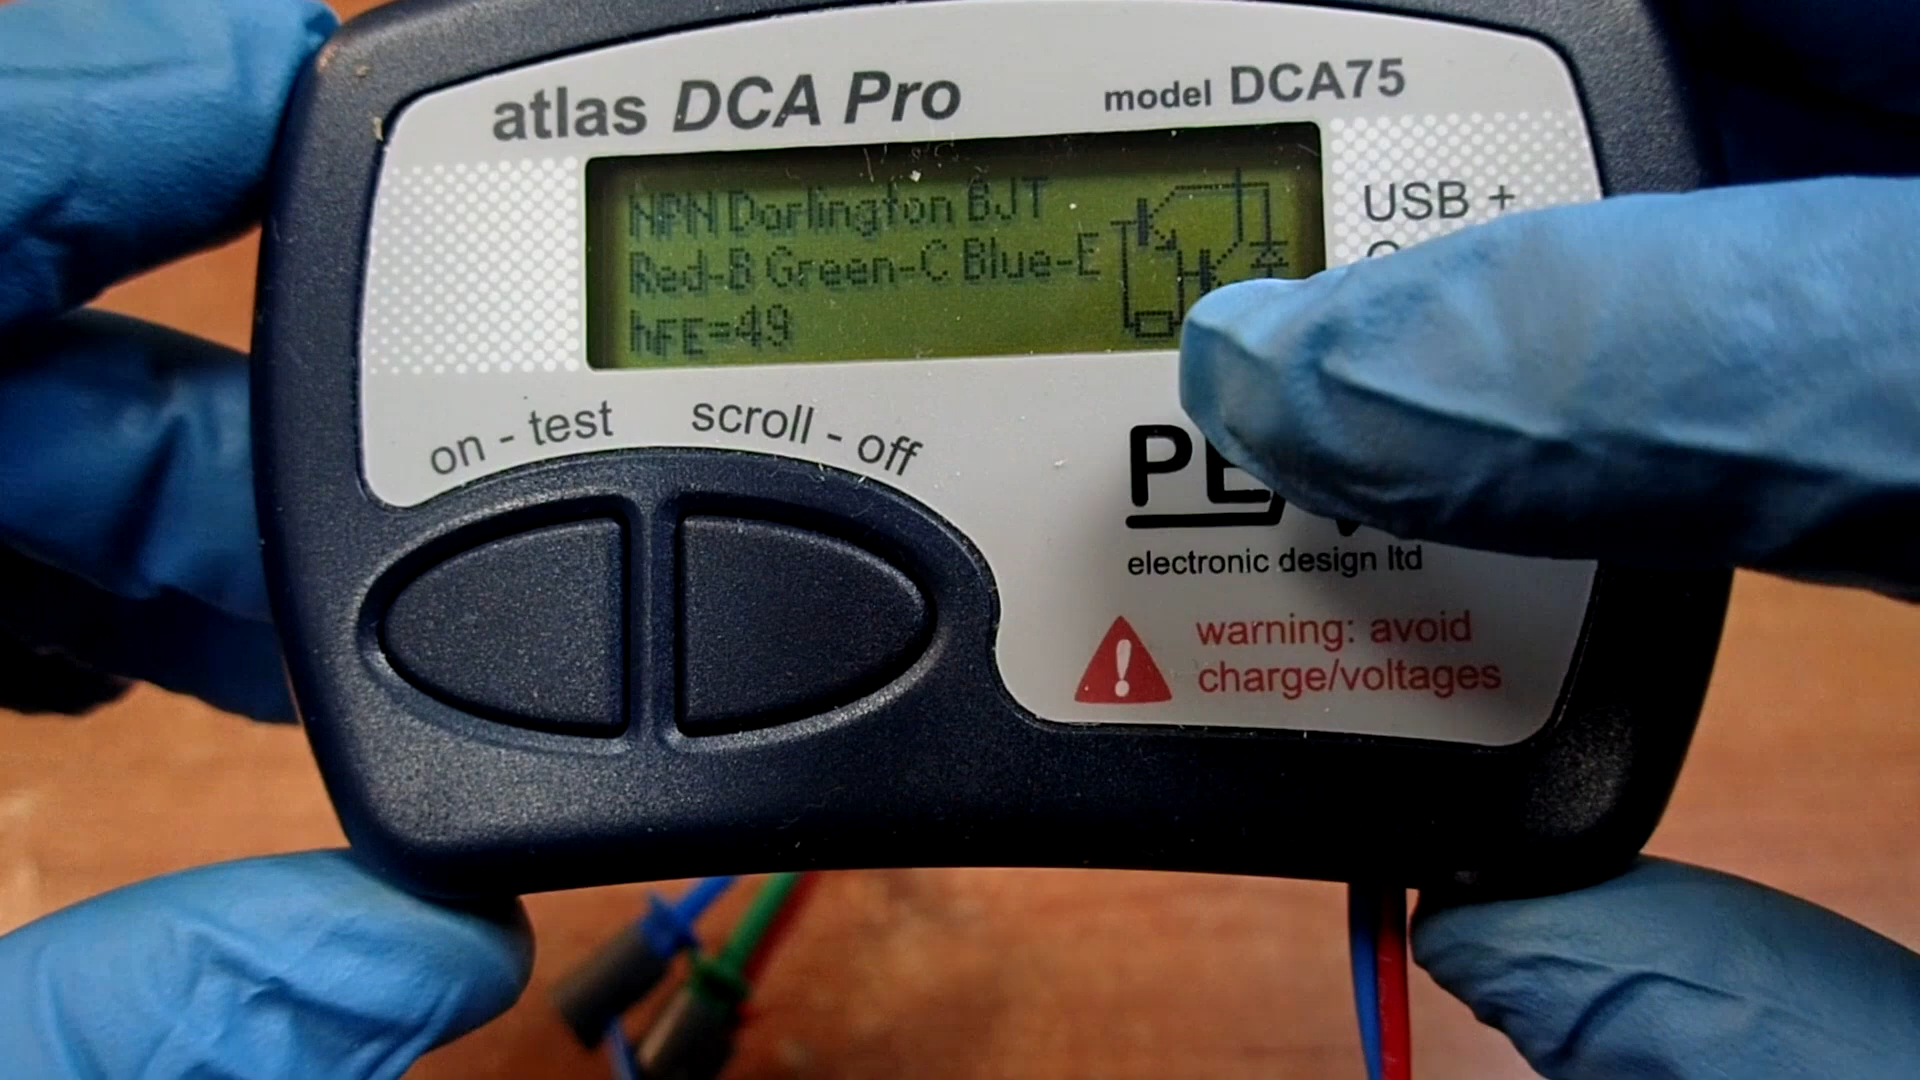 atlas DCA Pro
model DCA75
NPN Darlington BJT
Red-B Green-C Blue-E
hFE=49
USB +
on - test
scroll - off
electronic design ltd
warning: avoid
charge/voltages